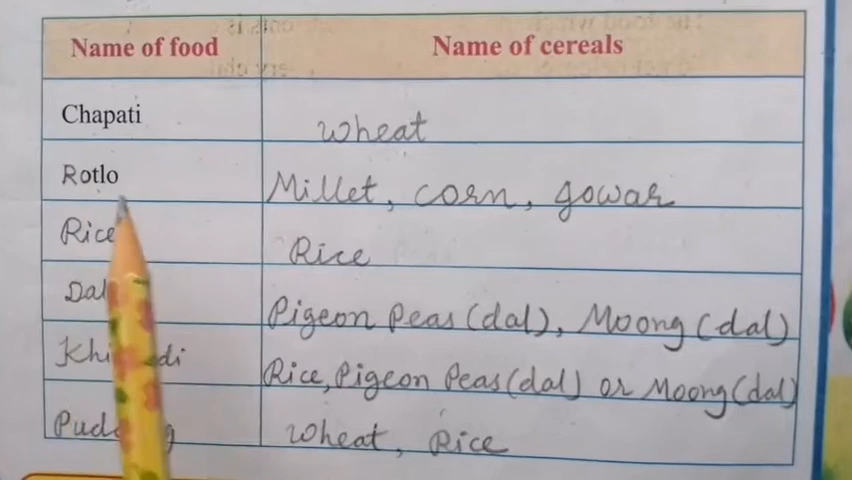 Name of food Name of cereals
Chapati wheat
Rotlo Millet, corn, gowar
Rice Rice
Dal Pigeon Peas (dal), Moong (dal)
Rice, Pigeon Peas (dal) or Moong (dal)
wheat, Rice